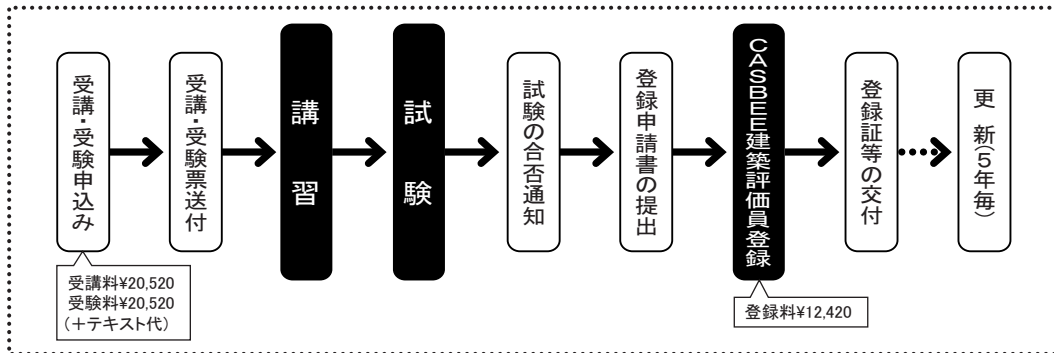 受講・受験申込み
受講・受験票送付
講習
試験
試験の合否通知
登録申請書の提出
CASBEE建築評価員登録
登録証等の交付
更 新(5年毎)
受講料¥20,520
受験料¥20,520
(+テキスト代)
登録料¥12,420